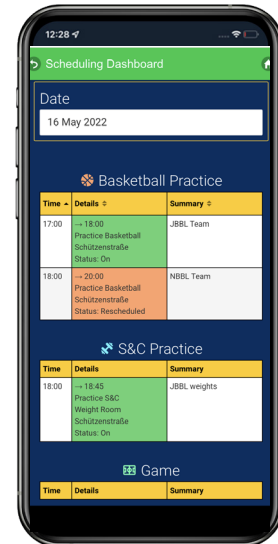 12:28
Scheduling Dashboard
Date
16 May 2022
Basketball Practice
Time Details Summary
17:00 → 18:00 JBBL Team
Practice Basketball
Schützenstraße
Status: On
18:00 → 20:00 NBBL Team
Practice Basketball
Schützenstraße
Status: Rescheduled
S&C Practice
Time Details Summary
18:00 → 18:45 JBBL weights
Practice S&C
Weight Room
Schützenstraße
Status: On
Game
Time Details Summary